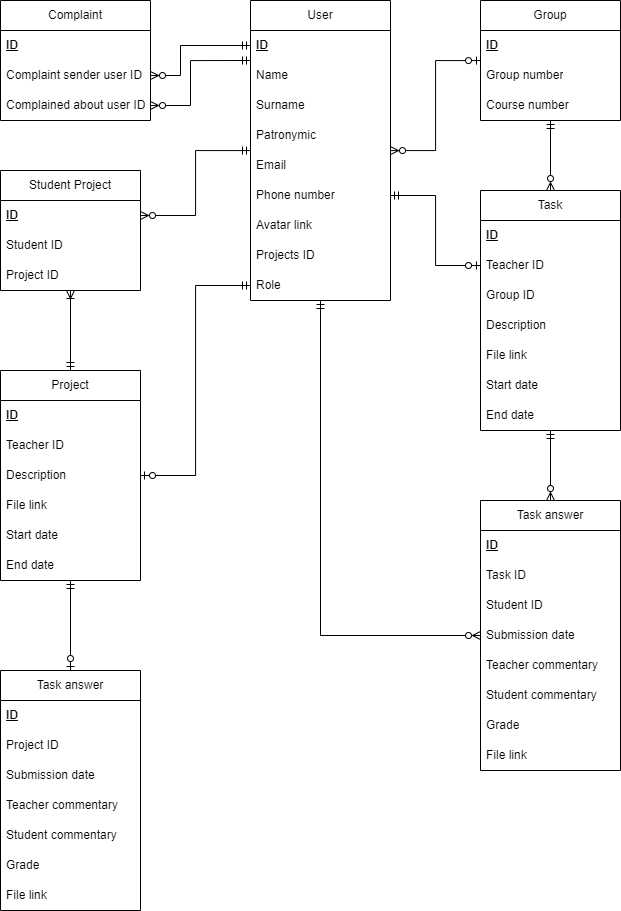 Complaint
ID
Complaint sender user ID
Complained about user ID
User
ID
Name
Surname
Patronymic
Email
Phone number
Avatar link
Projects ID
Role
Group
ID
Group number
Course number
Student Project
ID
Student ID
Project ID
Task
ID
Teacher ID
Group ID
Description
File link
Start date
End date
Project
ID
Teacher ID
Description
File link
Start date
End date
Task answer
ID
Task ID
Student ID
Submission date
Teacher commentary
Student commentary
Grade
File link
Task answer
ID
Project ID
Submission date
Teacher commentary
Student commentary
Grade
File link